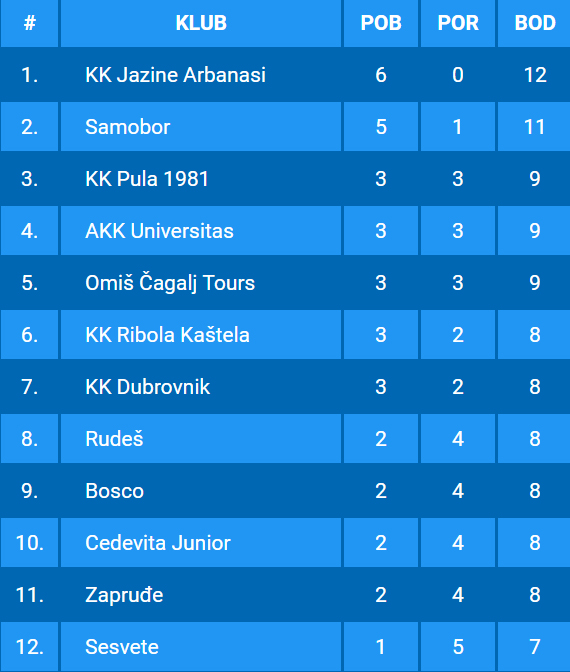 # KLUB POB POR BOD
1. KK Jazine Arbanasi 6 0 12
2. Samobor 5 1 11
3. KK Pula 1981 3 3 9
4. AKK Universitas 3 3 9
5. Omiš Čagalj Tours 3 3 9
6. KK Ribola Kaštela 3 2 8
7. KK Dubrovnik 3 2 8
8. Rudeš 2 4 8
9. Bosco 2 4 8
10. Cedevita Junior 2 4 8
11. Zapruđe 2 4 8
12. Sesvete 1 5 7